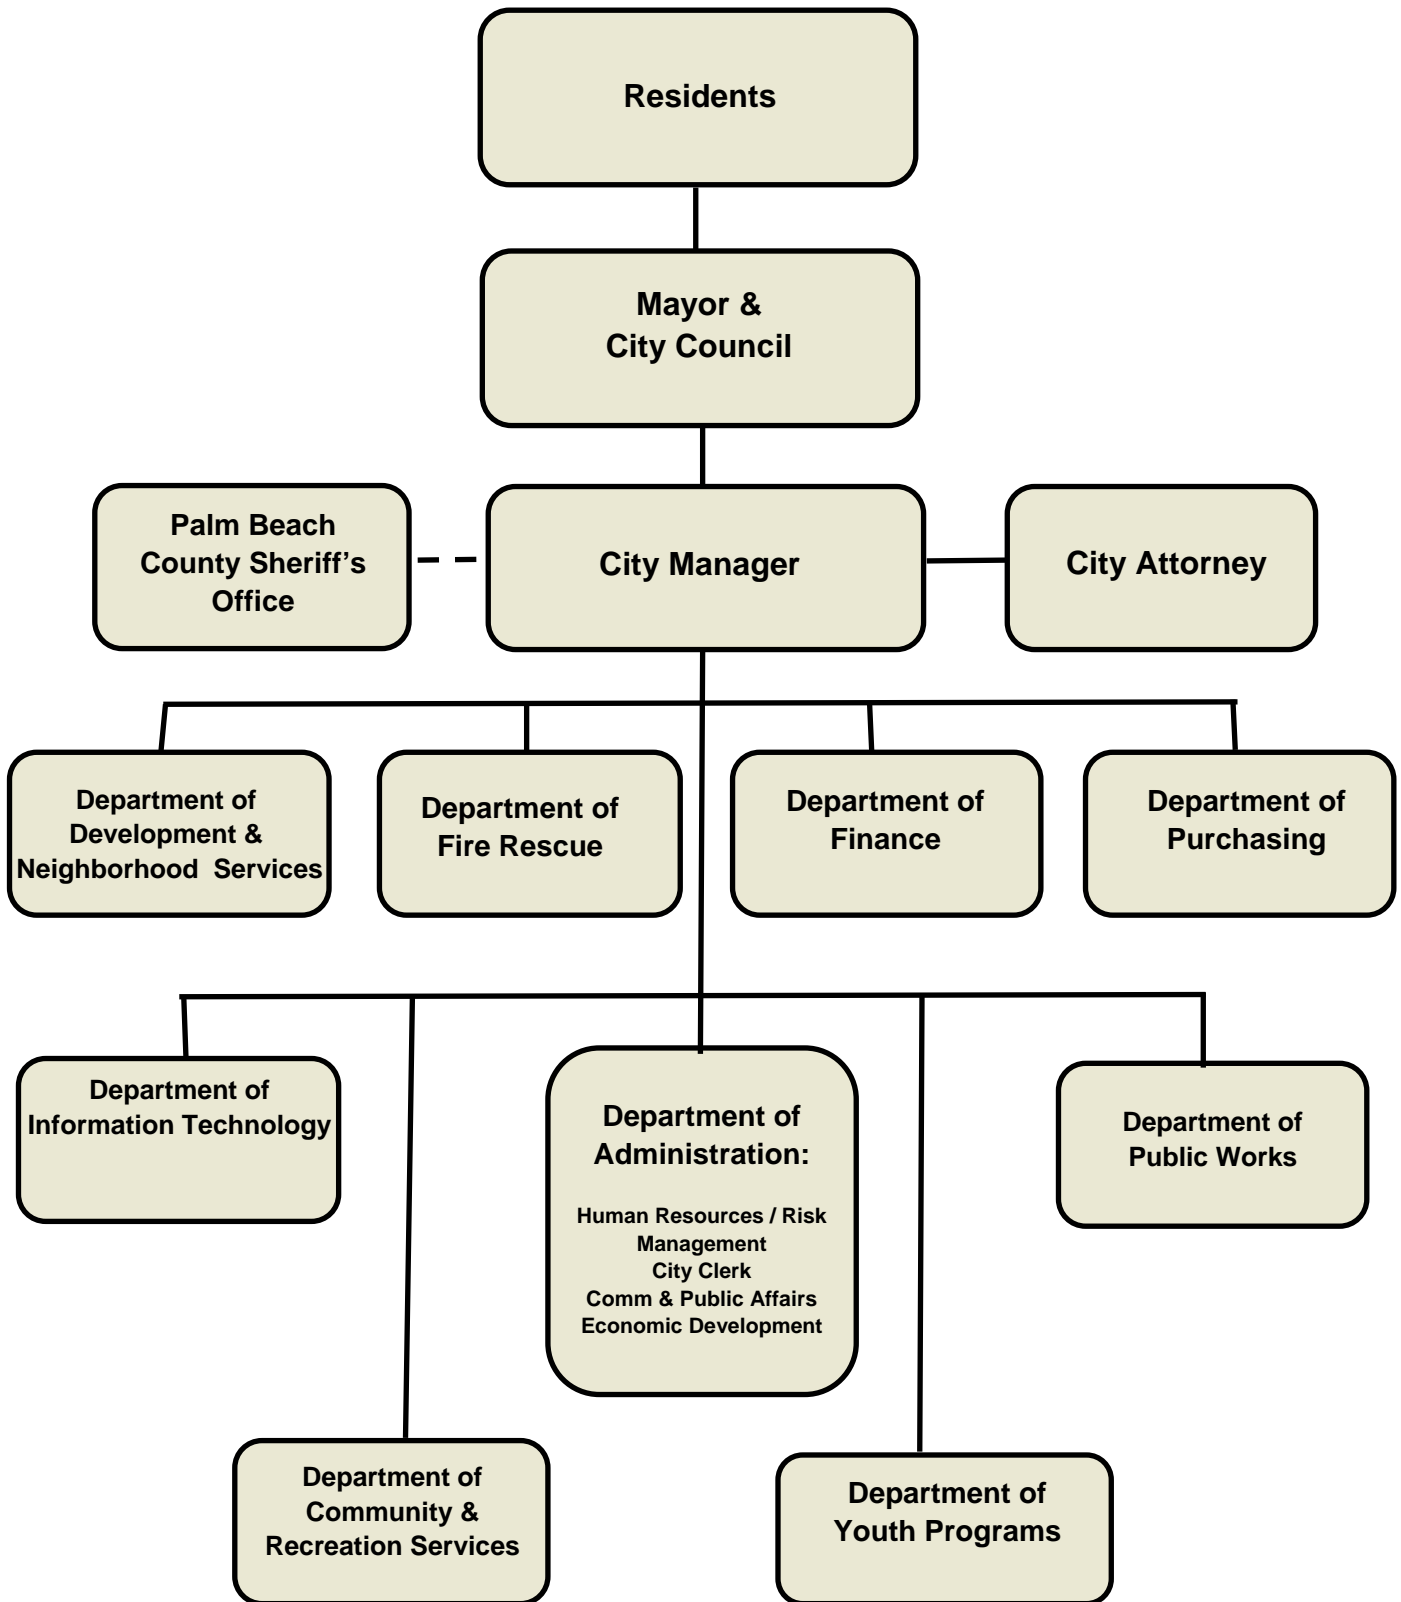 Residents
Mayor &
City Council
Palm Beach
County Sheriff’s
Office
City Manager
City Attorney
Department of
Development &
Neighborhood  Services
Department of
Fire Rescue
Department of
Finance
Department of
Purchasing
Department of
Information Technology
Department of
Administration:
Human Resources / Risk
Management
City Clerk
Comm & Public Affairs
Economic Development
Department of
Public Works
Department of
Community &
Recreation Services
Department of
Youth Programs